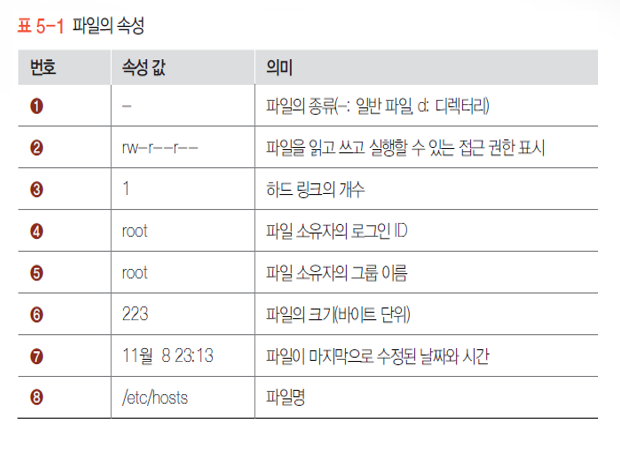 표 5-1 파일의 속성
번호 속성 값 의미
❶ - 파일의 종류(-: 일반 파일, d: 디렉터리)
❷ rw-r--r-- 파일을 읽고 쓰고 실행할 수 있는 접근 권한 표시
❸ 1 하드 링크의 개수
❹ root 파일 소유자의 로그인 ID
❺ root 파일 소유자의 그룹 이름
❻ 223 파일의 크기(바이트 단위)
❼ 11월 8 23:13 파일이 마지막으로 수정된 날짜와 시간
❽ /etc/hosts 파일명